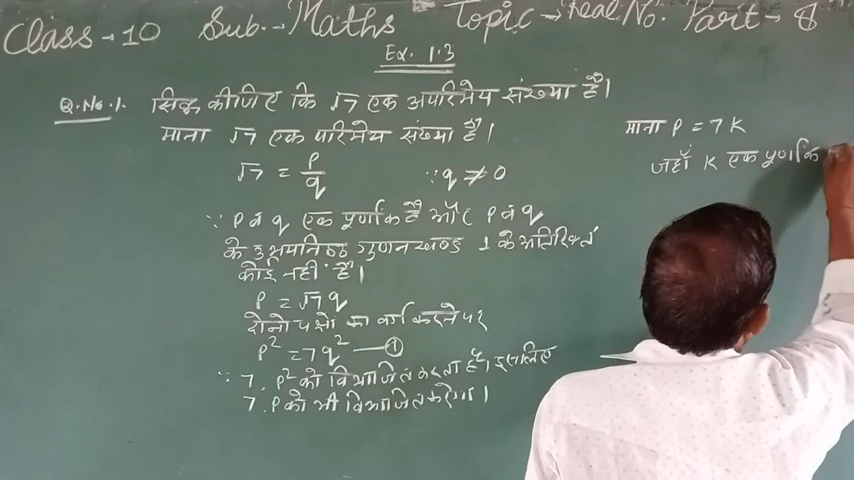 Class → 10 Sub. → Maths Topic → Real No. Part → 8
Ex. 1.3
Q.No.1. सिद्ध कीजिए कि √7 एक अपरिमेय संख्या है।
माना √7 एक परिमेय संख्या है।
√7 = p/q ∵ q ≠ 0
∵ p व q एक पूर्णांक है और p व q
के उभयनिष्ठ गुणनखण्ड 1 के अतिरिक्त
कोई नहीं है।
p = √7 q
दोनो पक्षों का वर्ग करने पर
p² = 7q² — ①
∵ 7, p² को विभाजित करता है। इसलिए
7, p को भी विभाजित करेगा।
माना p = 7K
जहाँ K एक पूर्णांक